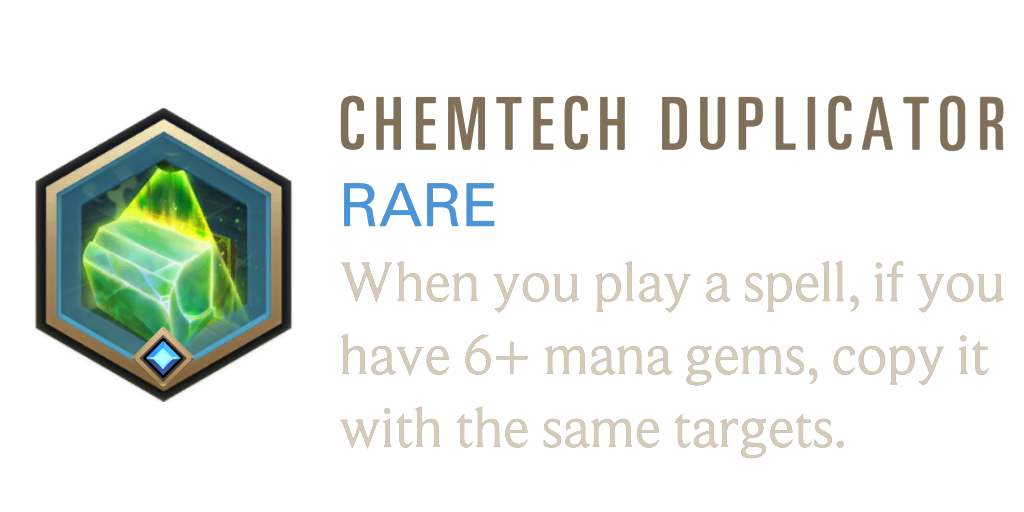 CHEMTECH DUPLICATOR
RARE
When you play a spell, if you
have 6+ mana gems, copy it
with the same targets.